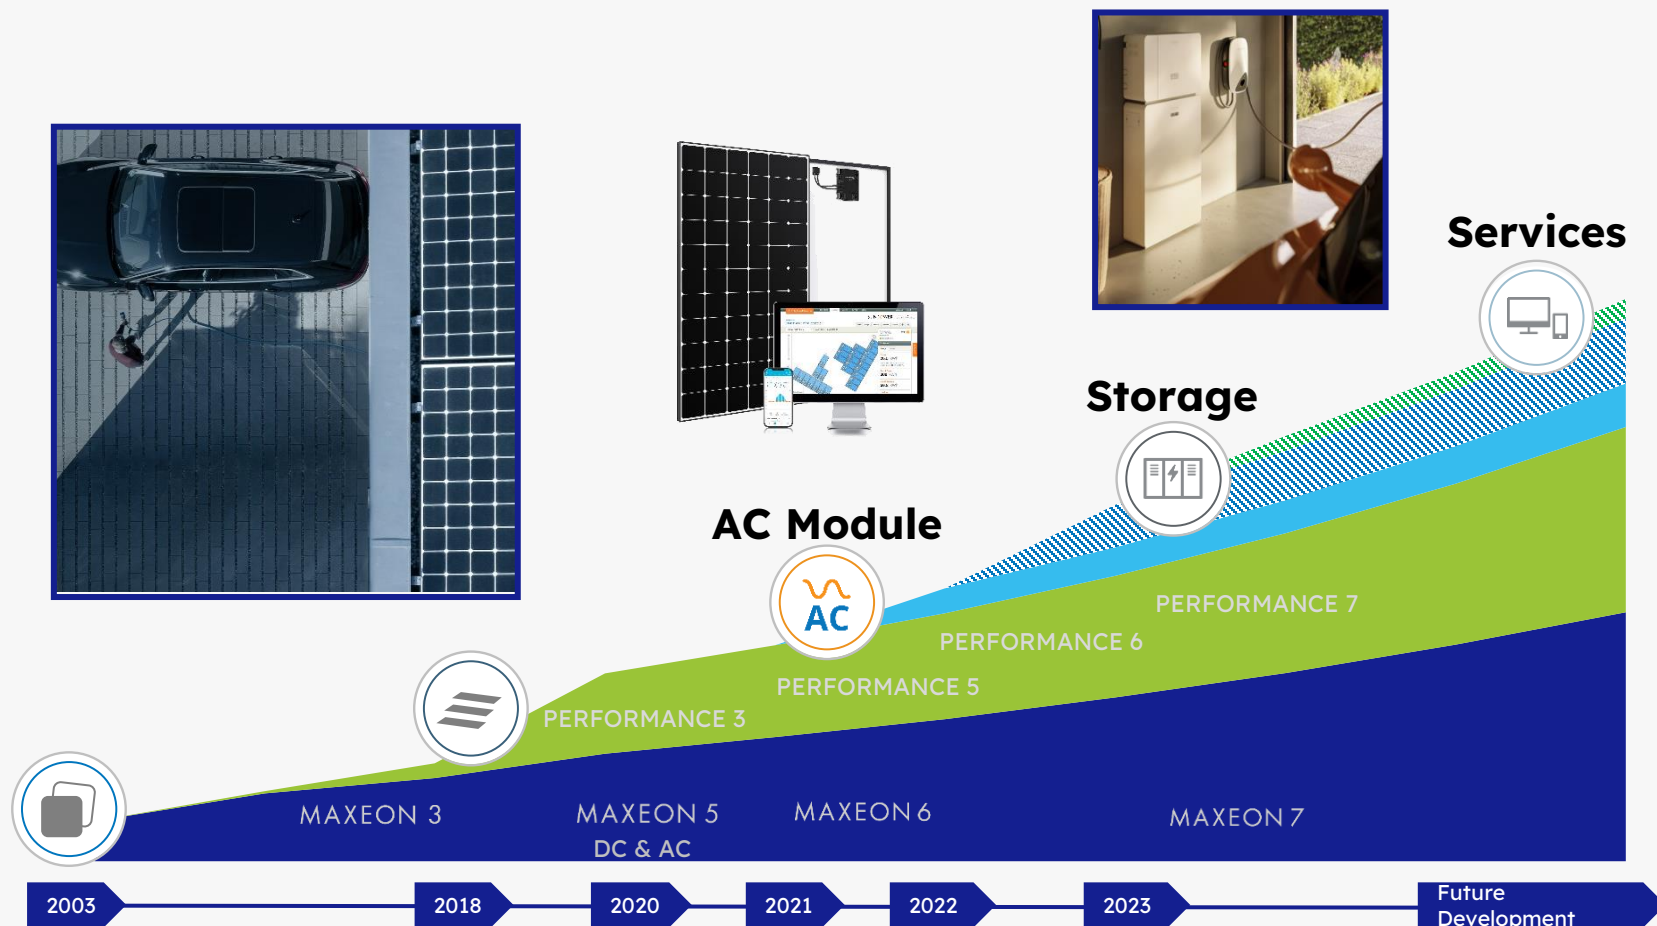 Services
Storage
AC Module
AC
PERFORMANCE 7
PERFORMANCE 6
PERFORMANCE 5
PERFORMANCE 3
MAXEON 3
MAXEON 5
DC & AC
MAXEON 6
MAXEON 7
2003
2018
2020
2021
2022
2023
Future
Development